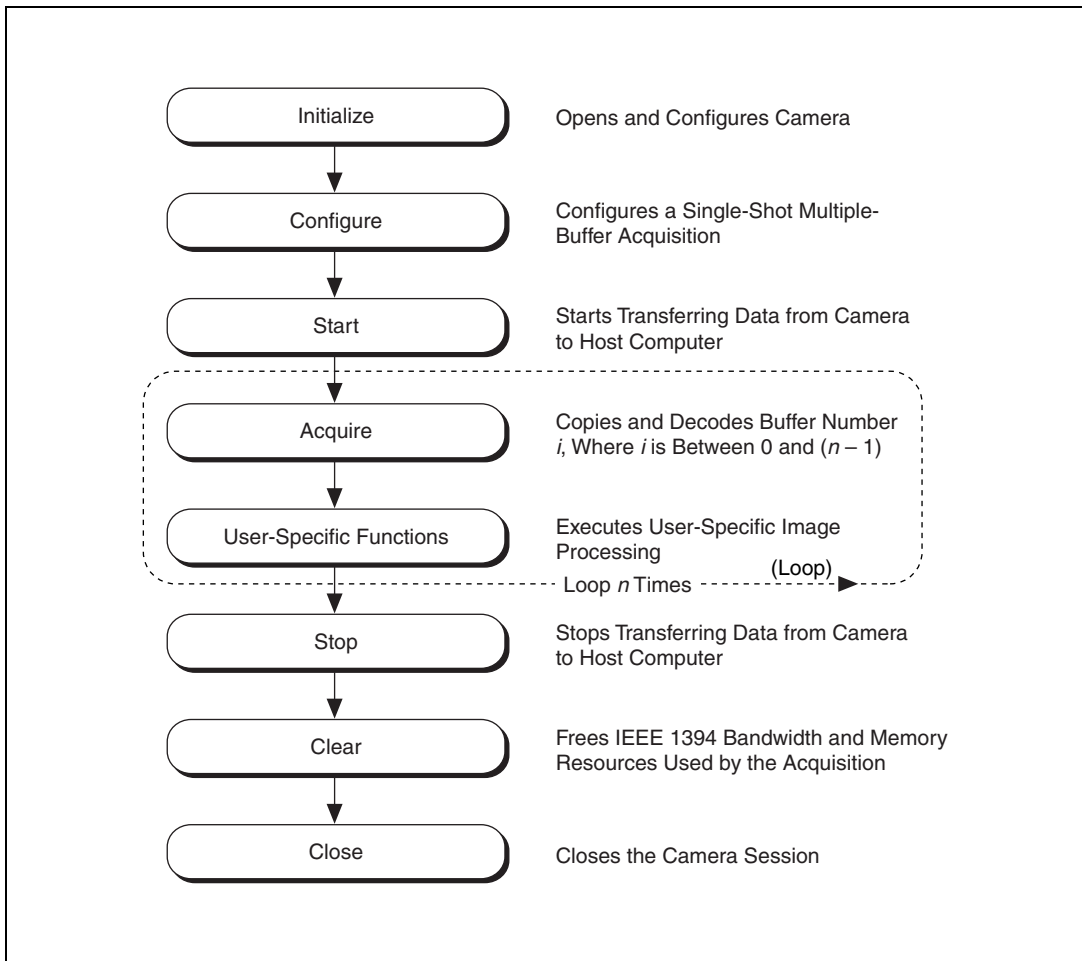 Initialize
Opens and Configures Camera
Configure
Configures a Single-Shot Multiple-
Buffer Acquisition
Start
Starts Transferring Data from Camera
to Host Computer
Acquire
Copies and Decodes Buffer Number
i, Where i is Between 0 and (n – 1)
User-Specific Functions
Executes User-Specific Image
Processing
(Loop)
Loop n Times
Stop
Stops Transferring Data from Camera
to Host Computer
Clear
Frees IEEE 1394 Bandwidth and Memory
Resources Used by the Acquisition
Close
Closes the Camera Session